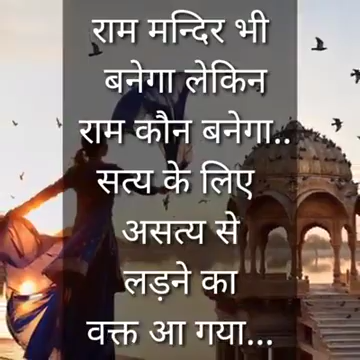 राम मन्दिर भी
बनेगा लेकिन
राम कौन बनेगा..
सत्य के लिए
असत्य से
लड़ने का
वक्त आ गया...